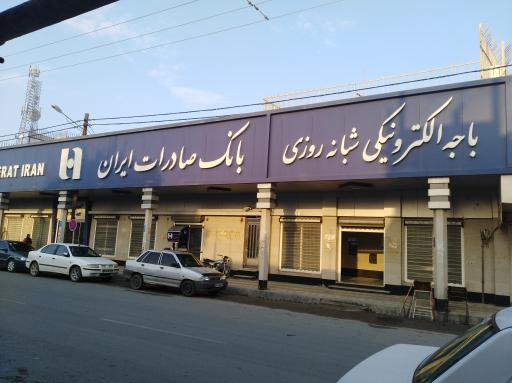 باجه الکترونیکی شبانه روزی
بانک صادرات ایران
ERAT IRAN